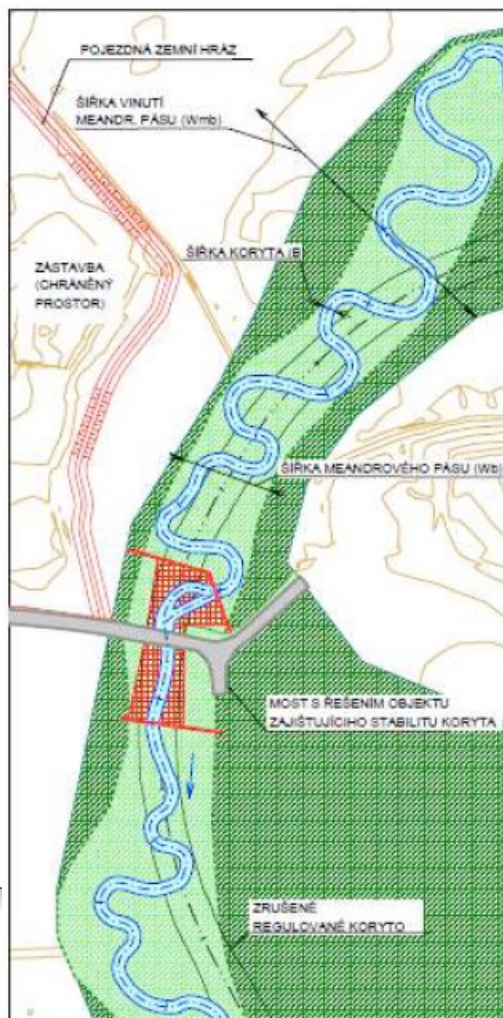 POJEZDNÁ ZEMNÍ HRÁZ
ŠÍŘKA VINUTÍ
MEANDR. PÁSU (Wmb)
ŠÍŘKA KORYTA (B
ZÁSTAVBA
(CHRÁNĚNÝ
PROSTOR)
ŠÍŘKA MEANDROVÉHO PÁSU (Wb)
MOST S ŘEŠENÍM OBJEKTU
ZAJIŠŤUJÍCIHO STABILITU KORYTA
ZRUŠENÉ
REGULOVANÉ KORYTO